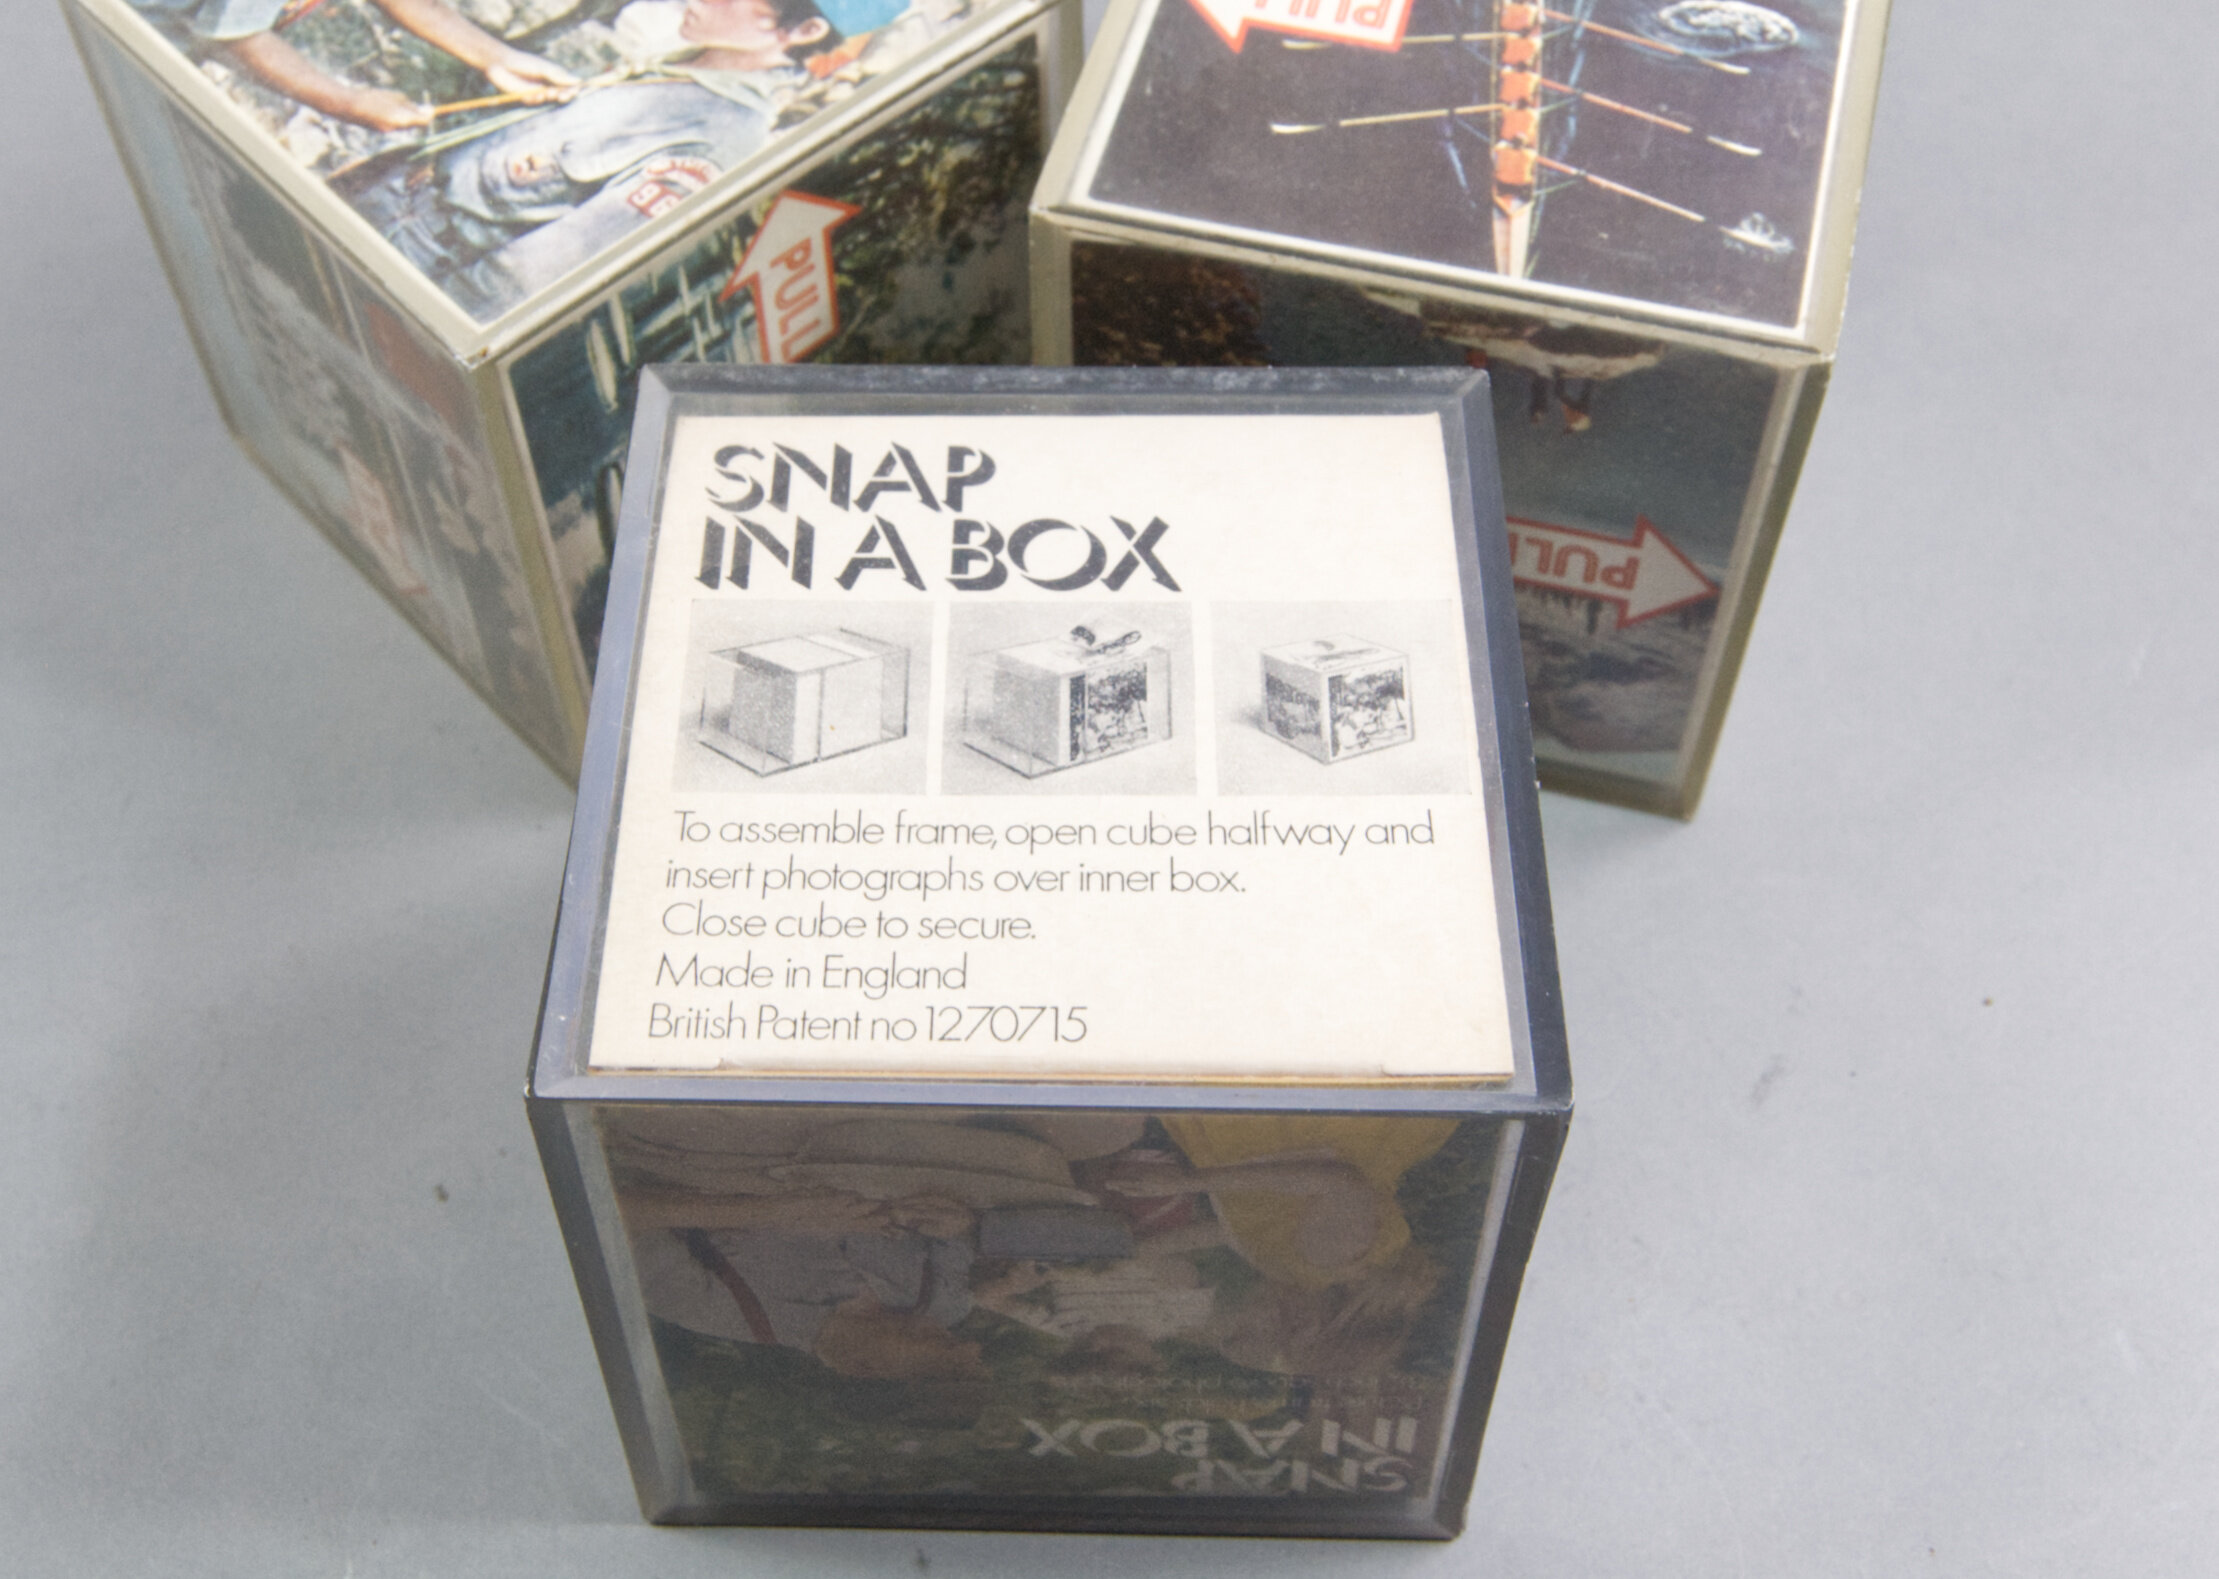 PULL
PULL
SNAP
IN A BOX
PULL
To assemble frame, open cube halfway and
insert photographs over inner box.
Close cube to secure.
Made in England
British Patent no 1270715
IN A BOX
SNAP